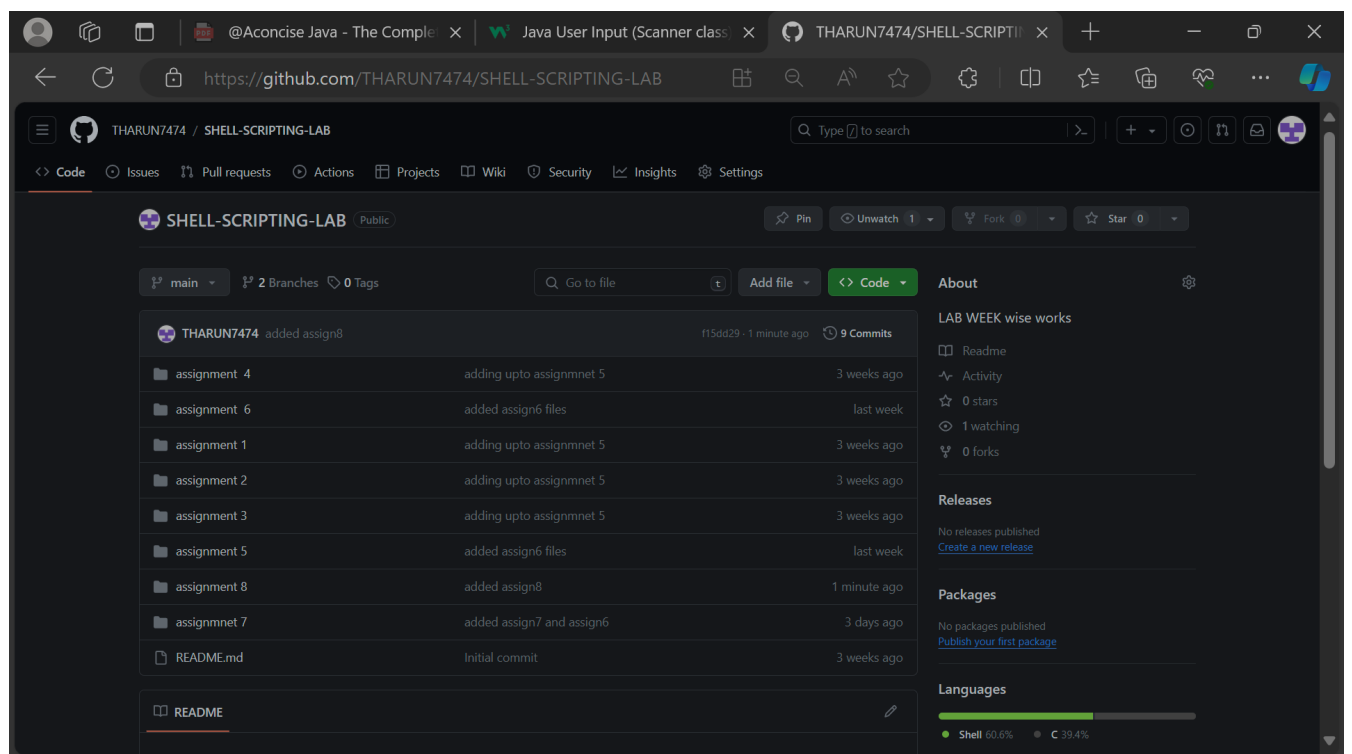 @Aconcise Java - The Comple
Java User Input (Scanner class)
THARUN7474/SHELL-SCRIPTIN
https://github.com/THARUN7474/SHELL-SCRIPTING-LAB
THARUN7474 / SHELL-SCRIPTING-LAB
Type / to search
Code Issues Pull requests Actions Projects Wiki Security Insights Settings
SHELL-SCRIPTING-LAB Public
Pin Unwatch 1 Fork 0 Star 0
main 2 Branches 0 Tags Go to file t Add file Code
THARUN7474 added assign8 f15dd29 · 1 minute ago 9 Commits
assignment 4 adding upto assignmnet 5 3 weeks ago
assignment 6 added assign6 files last week
assignment 1 adding upto assignmnet 5 3 weeks ago
assignment 2 adding upto assignmnet 5 3 weeks ago
assignment 3 adding upto assignmnet 5 3 weeks ago
assignment 5 added assign6 files last week
assignment 8 added assign8 1 minute ago
assignmnet 7 added assign7 and assign6 3 days ago
README.md Initial commit 3 weeks ago
README
About
LAB WEEK wise works
Readme
Activity
0 stars
1 watching
0 forks
Releases
No releases published
Create a new release
Packages
No packages published
Publish your first package
Languages
Shell 60.6% C 39.4%